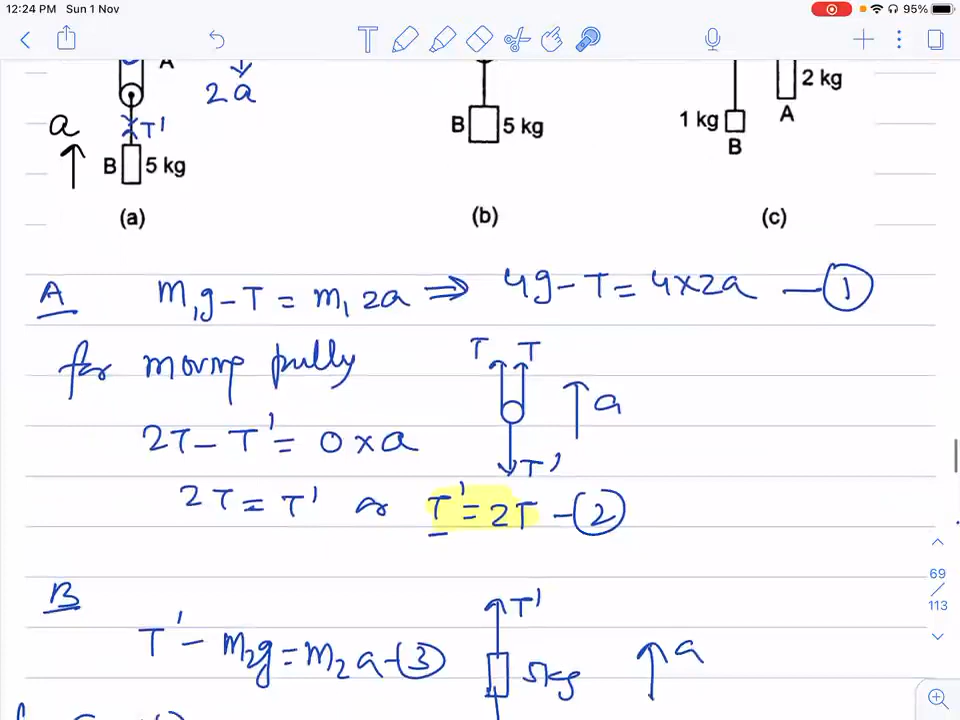 12:24 PM Sun 1 Nov 95%
A
2a
a
T'
B 5 kg
(a)
B 5 kg
(b)
2 kg
1 kg A
B
(c)
A m₁g - T = m₁ 2a ⇒ 4g - T = 4×2a — ①
for moving pully
T T
a
2T - T' = 0 × a
T'
2T = T' or T' = 2T - ②
B
T'
T' - m₂g = m₂a - ③
5kg
a
69
/
113